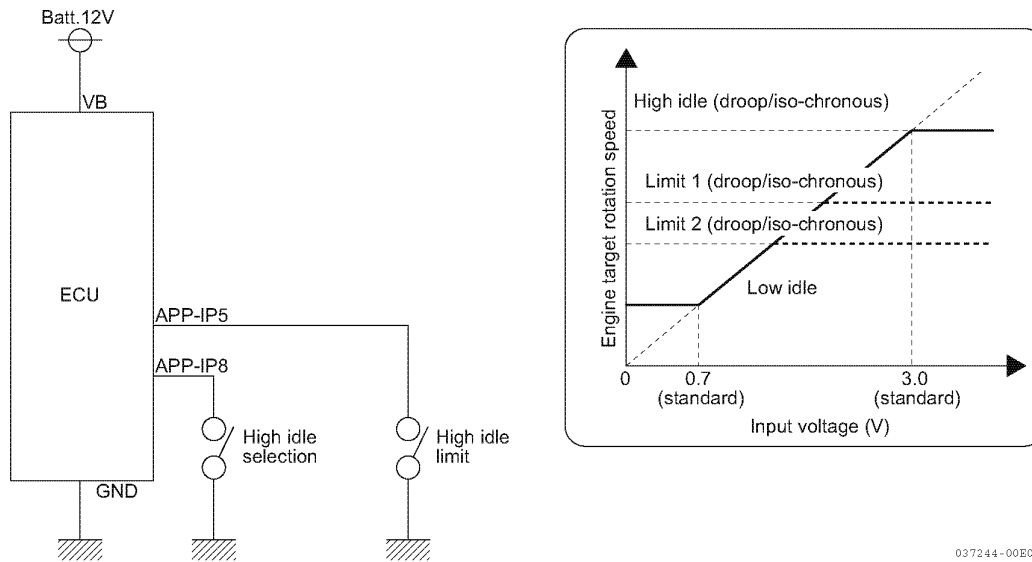 Batt.12V
VB
ECU
APP-IP5
APP-IP8
High idle
selection
High idle
limit
GND
Engine target rotation speed
High idle (droop/iso-chronous)
Limit 1 (droop/iso-chronous)
Limit 2 (droop/iso-chronous)
Low idle
0
0.7
(standard)
3.0
(standard)
Input voltage (V)